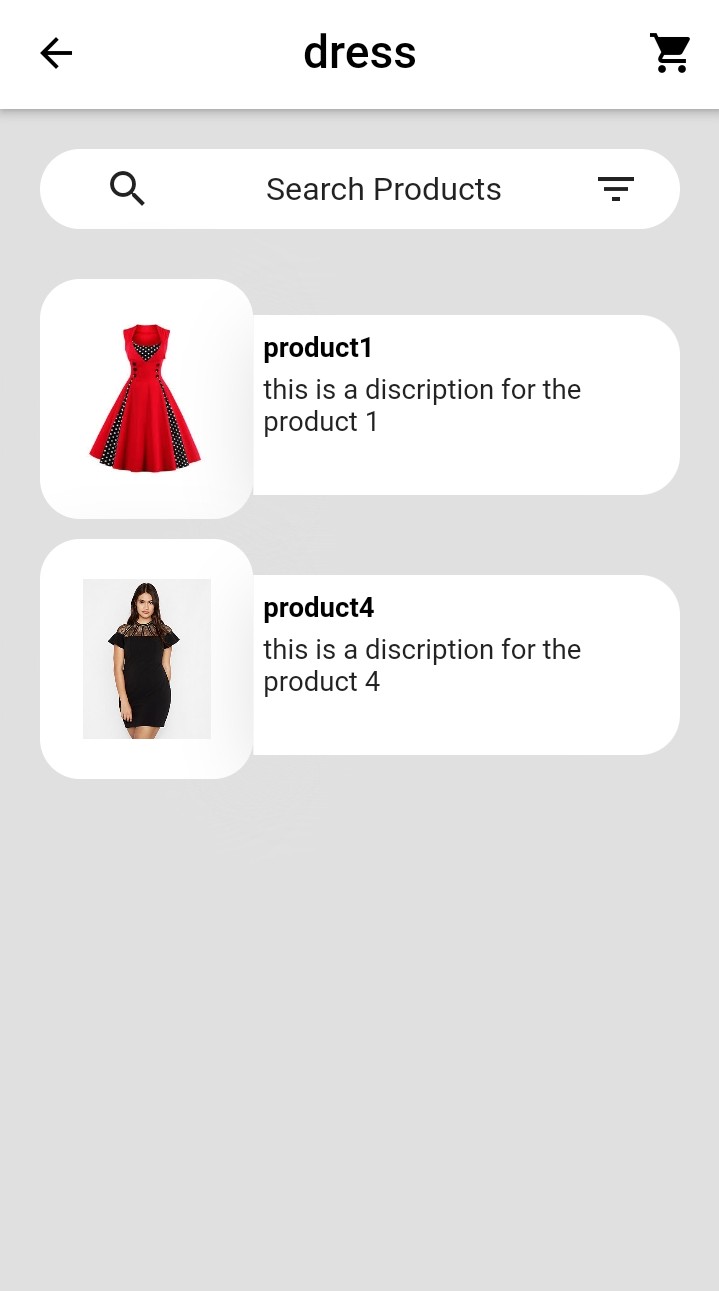 dress
Search Products
product1
this is a discription for the
product 1
product4
this is a discription for the
product 4